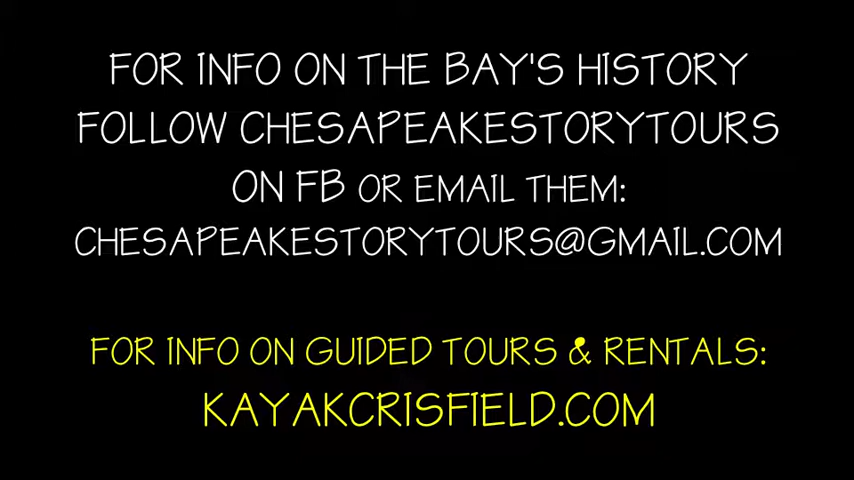 FOR INFO ON THE BAY'S HISTORY
FOLLOW CHESAPEAKESTORYTOURS
ON FB OR EMAIL THEM:
CHESAPEAKESTORYTOURS@GMAIL.COM
FOR INFO ON GUIDED TOURS & RENTALS:
KAYAKCRISFIELD.COM